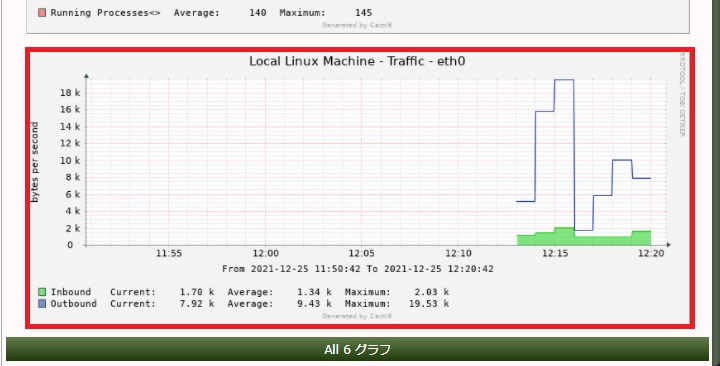 Running Processes<> Average: 140 Maximum: 145
Generated by Cacti®
Local Linux Machine - Traffic - eth0
RRDTOOL / TOBI OETIKER
bytes per second
18 k
16 k
14 k
12 k
10 k
8 k
6 k
4 k
2 k
0
11:55 12:00 12:05 12:10 12:15 12:20
From 2021-12-25 11:50:42 To 2021-12-25 12:20:42
Inbound Current: 1.70 k Average: 1.34 k Maximum: 2.03 k
Outbound Current: 7.92 k Average: 9.43 k Maximum: 19.53 k
Generated by Cacti®
All 6 グラフ